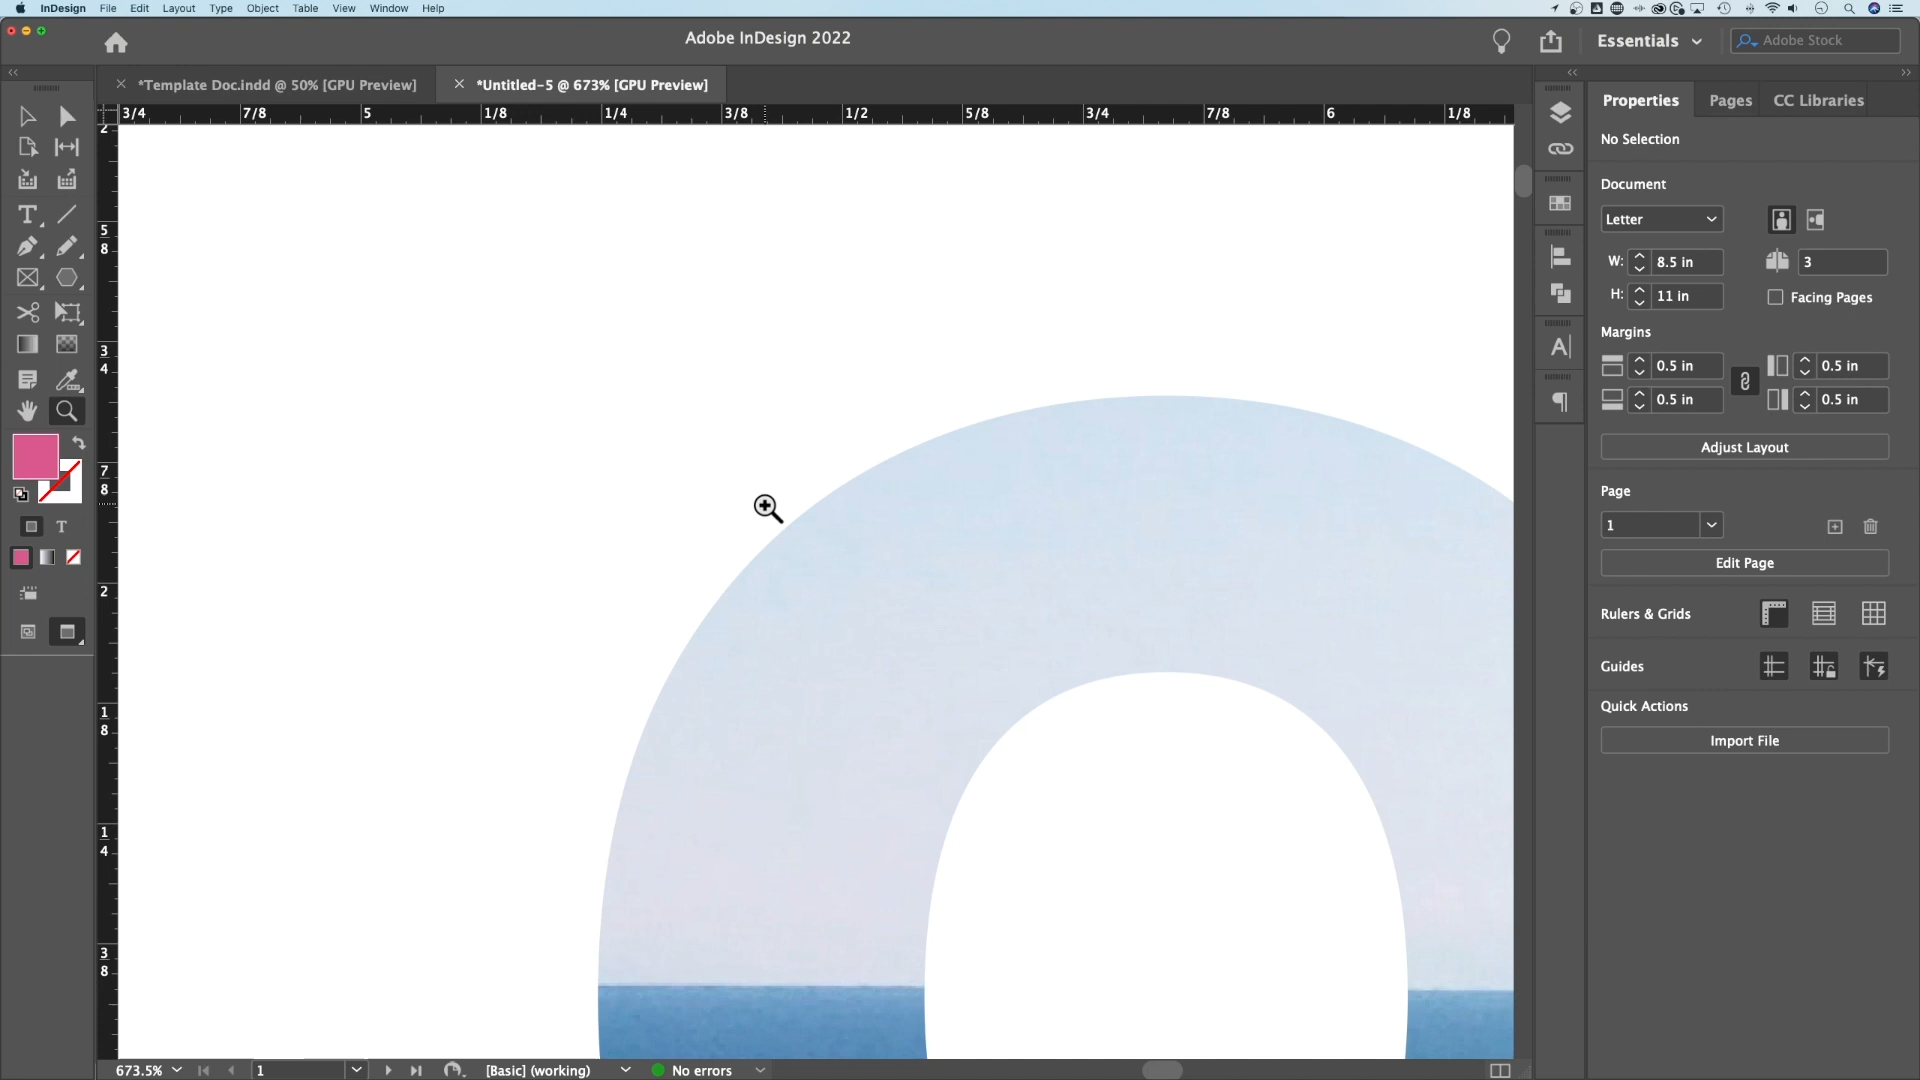 InDesign File Edit Layout Type Object Table View Window Help
Adobe InDesign 2022
Essentials
Adobe Stock
*Template Doc.indd @ 50% [GPU Preview]
*Untitled-5 @ 673% [GPU Preview]
3/4 7/8 5 1/8 1/4 3/8 1/2 5/8 3/4 7/8 6 1/8
2
5
8
3
4
7
8
2
1
8
1
4
3
8
T
T
A
Properties Pages CC Libraries
No Selection
Document
Letter
W: 8.5 in
3
H: 11 in
Facing Pages
Margins
0.5 in 0.5 in
0.5 in 0.5 in
Adjust Layout
Page
1
Edit Page
Rulers & Grids
Guides
Quick Actions
Import File
673.5% 1 [Basic] (working) No errors